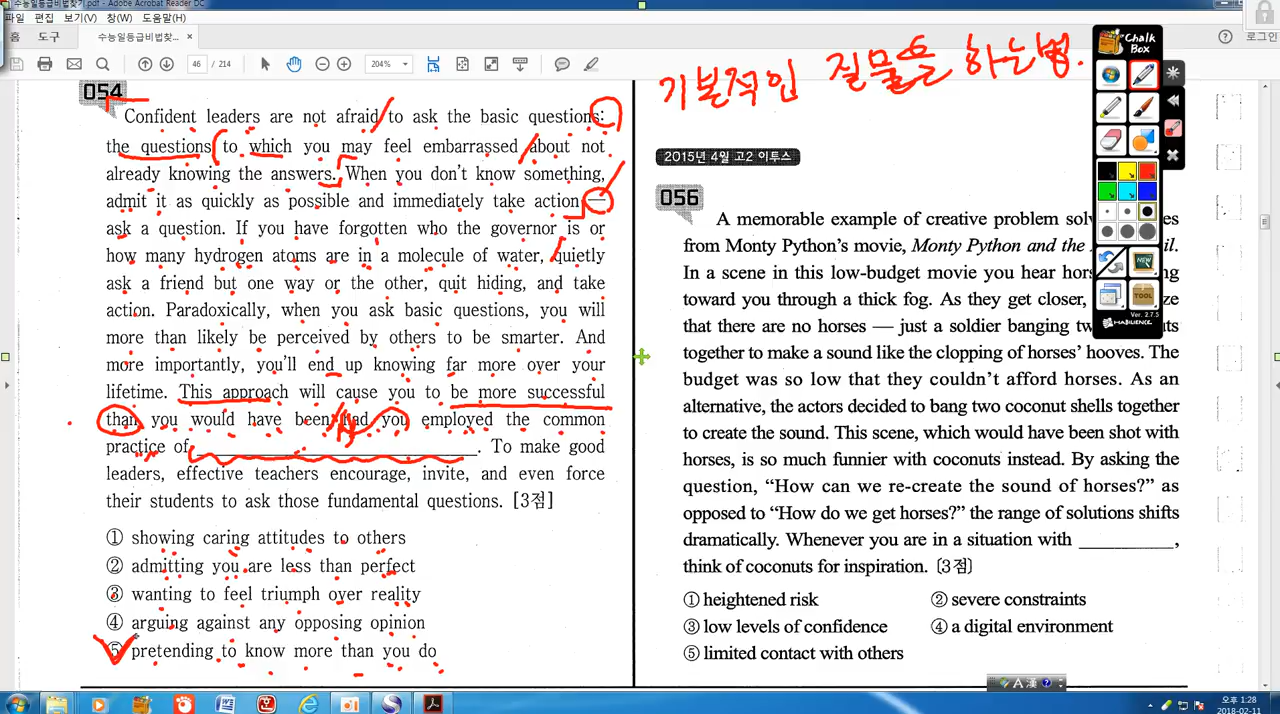 수능일등급비법찾기.pdf - Adobe Acrobat Reader DC
파일 편집 보기(V) 창(W) 도움말(H)
홈 도구 수능일등급비법찾... × ? 로그인
46 / 214 204%
기본적인 질문을 하는법.
Chalk Box
Ver. 2.7.5
054
Confident leaders are not afraid to ask the basic questions:
the questions to which you may feel embarrassed about not
already knowing the answers. When you don't know something,
admit it as quickly as possible and immediately take action —
ask a question. If you have forgotten who the governor is or
how many hydrogen atoms are in a molecule of water, quietly
ask a friend but one way or the other, quit hiding, and take
action. Paradoxically, when you ask basic questions, you will
more than likely be perceived by others to be smarter. And
more importantly, you'll end up knowing far more over your
lifetime. This approach will cause you to be more successful
than you would have been had you employed the common
practice of ____________________. To make good
leaders, effective teachers encourage, invite, and even force
their students to ask those fundamental questions. [3점]
① showing caring attitudes to others
② admitting you are less than perfect
③ wanting to feel triumph over reality
④ arguing against any opposing opinion
⑤ pretending to know more than you do
2015년 4월 고2 이투스
056
A memorable example of creative problem solv es
from Monty Python's movie, Monty Python and the il.
In a scene in this low-budget movie you hear hors ng
toward you through a thick fog. As they get closer, ze
that there are no horses — just a soldier banging tw ts
together to make a sound like the clopping of horses' hooves. The
budget was so low that they couldn't afford horses. As an
alternative, the actors decided to bang two coconut shells together
to create the sound. This scene, which would have been shot with
horses, is so much funnier with coconuts instead. By asking the
question, "How can we re-create the sound of horses?" as
opposed to "How do we get horses?" the range of solutions shifts
dramatically. Whenever you are in a situation with __________,
think of coconuts for inspiration. [3점]
① heightened risk ② severe constraints
③ low levels of confidence ④ a digital environment
⑤ limited contact with others
A 漢
오후 1:28
2018-02-11